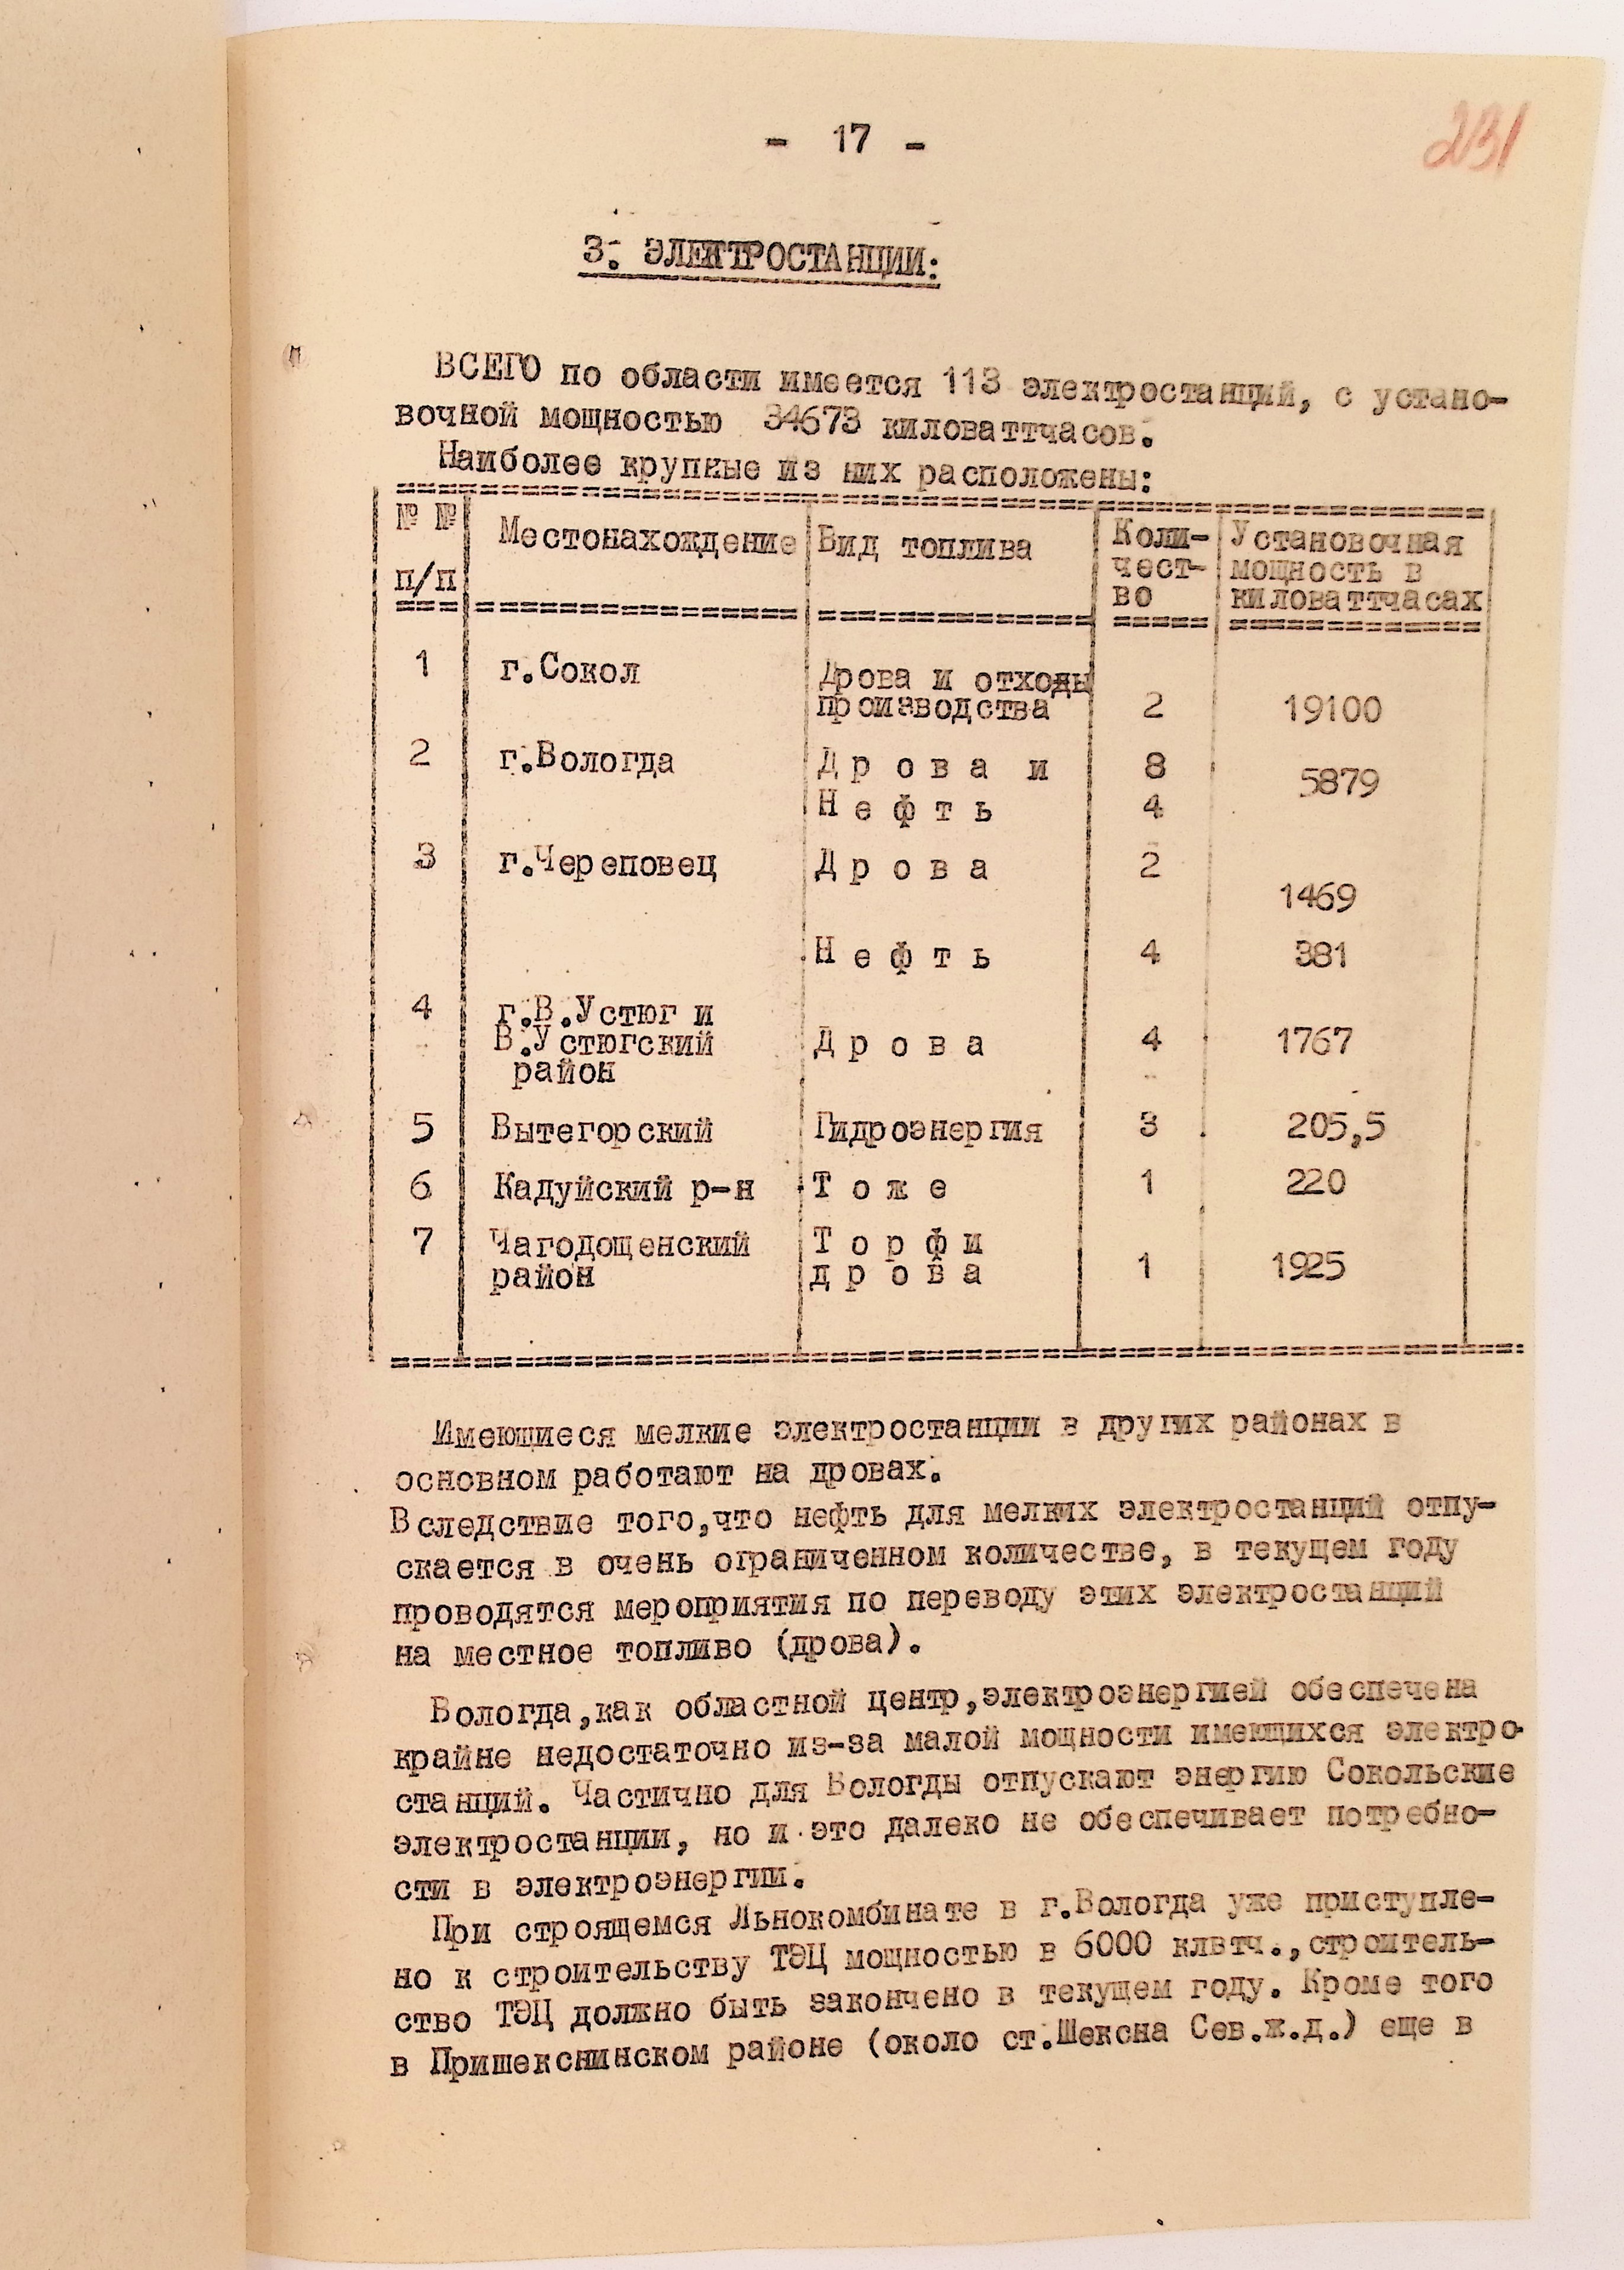 - 17 -
231
3. ЭЛЕКТРОСТАНЦИИ:
ВСЕГО по области имеется 113 электростанций, с устано-
вочной мощностью 34673 киловаттчасов.
Наиболее крупные из них расположены:
№ № п/п | Местонахождение | Вид топлива | Коли-чест-во | Установочная мощность в киловаттчасах
1 г.Сокол Дрова и отходы
производства 2 19100
2 г.Вологда Дрова и 8 5879
Нефть 4
3 г.Череповец Дрова 2 1469
Нефть 4 381
4 г.В.Устюг и
В.Устюгский Дрова 4 1767
район
5 Вытегорский Гидроэнергия 3 205,5
6 Кадуйский р-н Тоже 1 220
7 Чагодощенский Торфи
район дрова 1 1925
Имеющиеся мелкие электростанции в других районах в
основном работают на дровах.
Вследствие того,что нефть для мелких электростанций отпу-
скается в очень ограниченном количестве, в текущем году
проводятся мероприятия по переводу этих электростанций
на местное топливо (дрова).
Вологда,как областной центр,электроэнергией обеспечена
крайне недостаточно из-за малой мощности имеющихся электро-
станций. Частично для Вологды отпускают энергию Сокольские
электростанции, но и это далеко не обеспечивает потребно-
сти в электроэнергии.
При строящемся Льнокомбинате в г.Вологда уже приступле-
но к строительству ТЭЦ мощностью в 6000 клвтч.,строитель-
ство ТЭЦ должно быть закончено в текущем году. Кроме того
в Пришекснинском районе (около ст.Шексна Сев.ж.д.) еще в